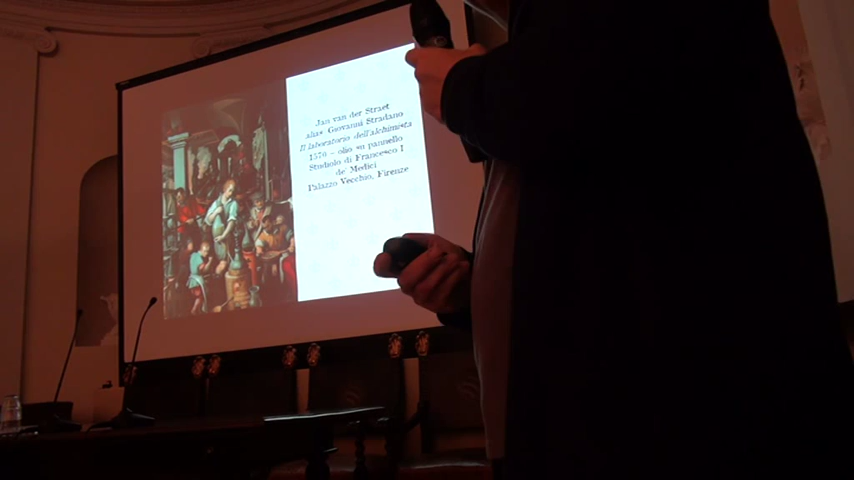 Jan van der Straet
alias Giovanni Stradano
Il laboratorio dell'alchimista
1570 - olio su pannello
Studiolo di Francesco I
de' Medici
Palazzo Vecchio, Firenze